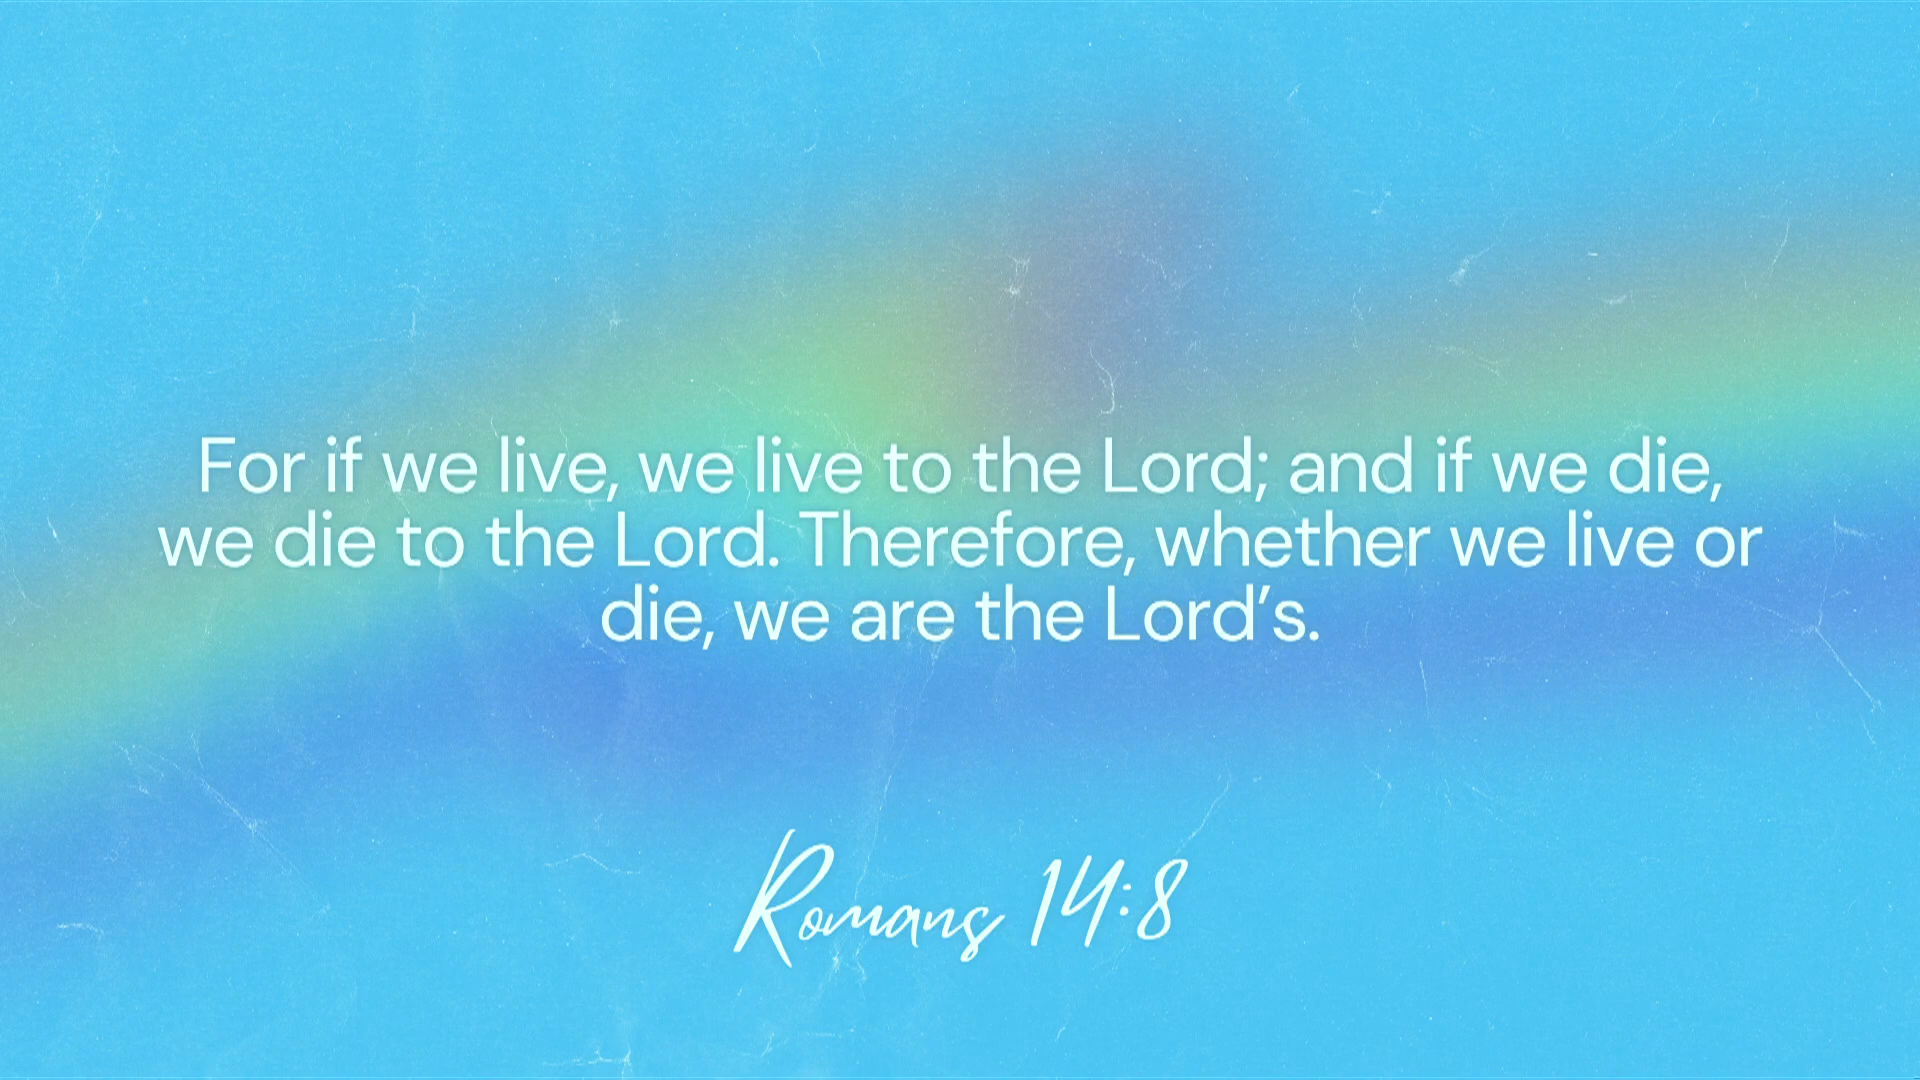 For if we live, we live to the Lord; and if we die,
we die to the Lord. Therefore, whether we live or
die, we are the Lord’s.
Romans 14:8